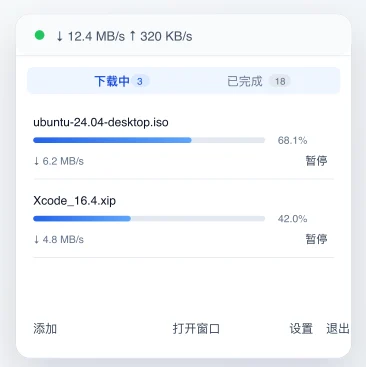 ↓ 12.4 MB/s ↑ 320 KB/s
下载中 3 已完成 18
ubuntu-24.04-desktop.iso
68.1%
↓ 6.2 MB/s 暂停
Xcode_16.4.xip
42.0%
↓ 4.8 MB/s 暂停
添加 打开窗口 设置 退出